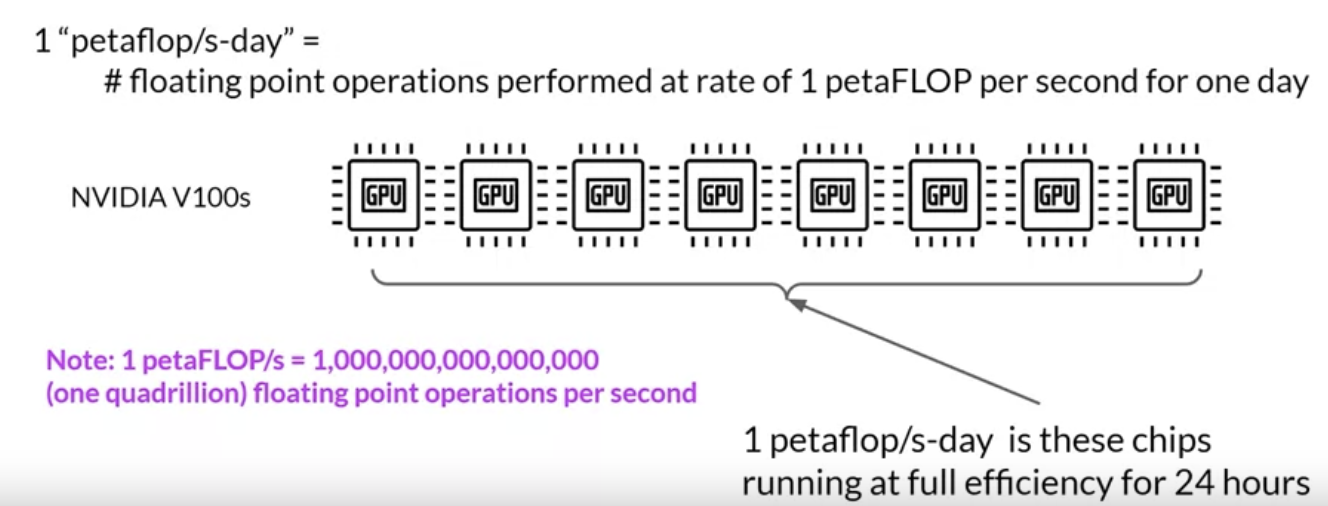 1 “petaflop/s-day” =
# floating point operations performed at rate of 1 petaFLOP per second for one day
NVIDIA V100s
GPU GPU GPU GPU GPU GPU GPU GPU
Note: 1 petaFLOP/s = 1,000,000,000,000,000
(one quadrillion) floating point operations per second
1 petaflop/s-day is these chips
running at full efficiency for 24 hours